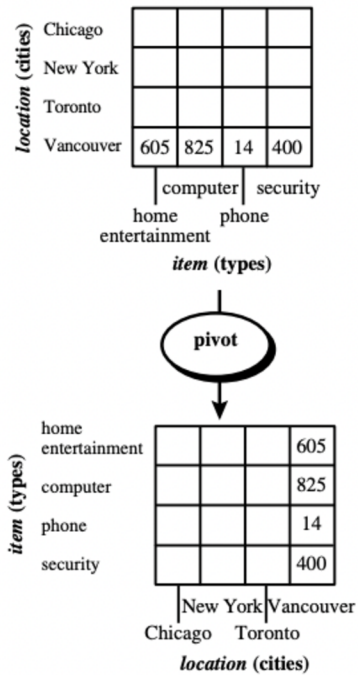 location (cities)
Chicago
New York
Toronto
Vancouver 605 825 14 400
computer security
home phone
entertainment
item (types)
pivot
item (types)
home
entertainment 605
computer 825
phone 14
security 400
New York Vancouver
Chicago Toronto
location (cities)